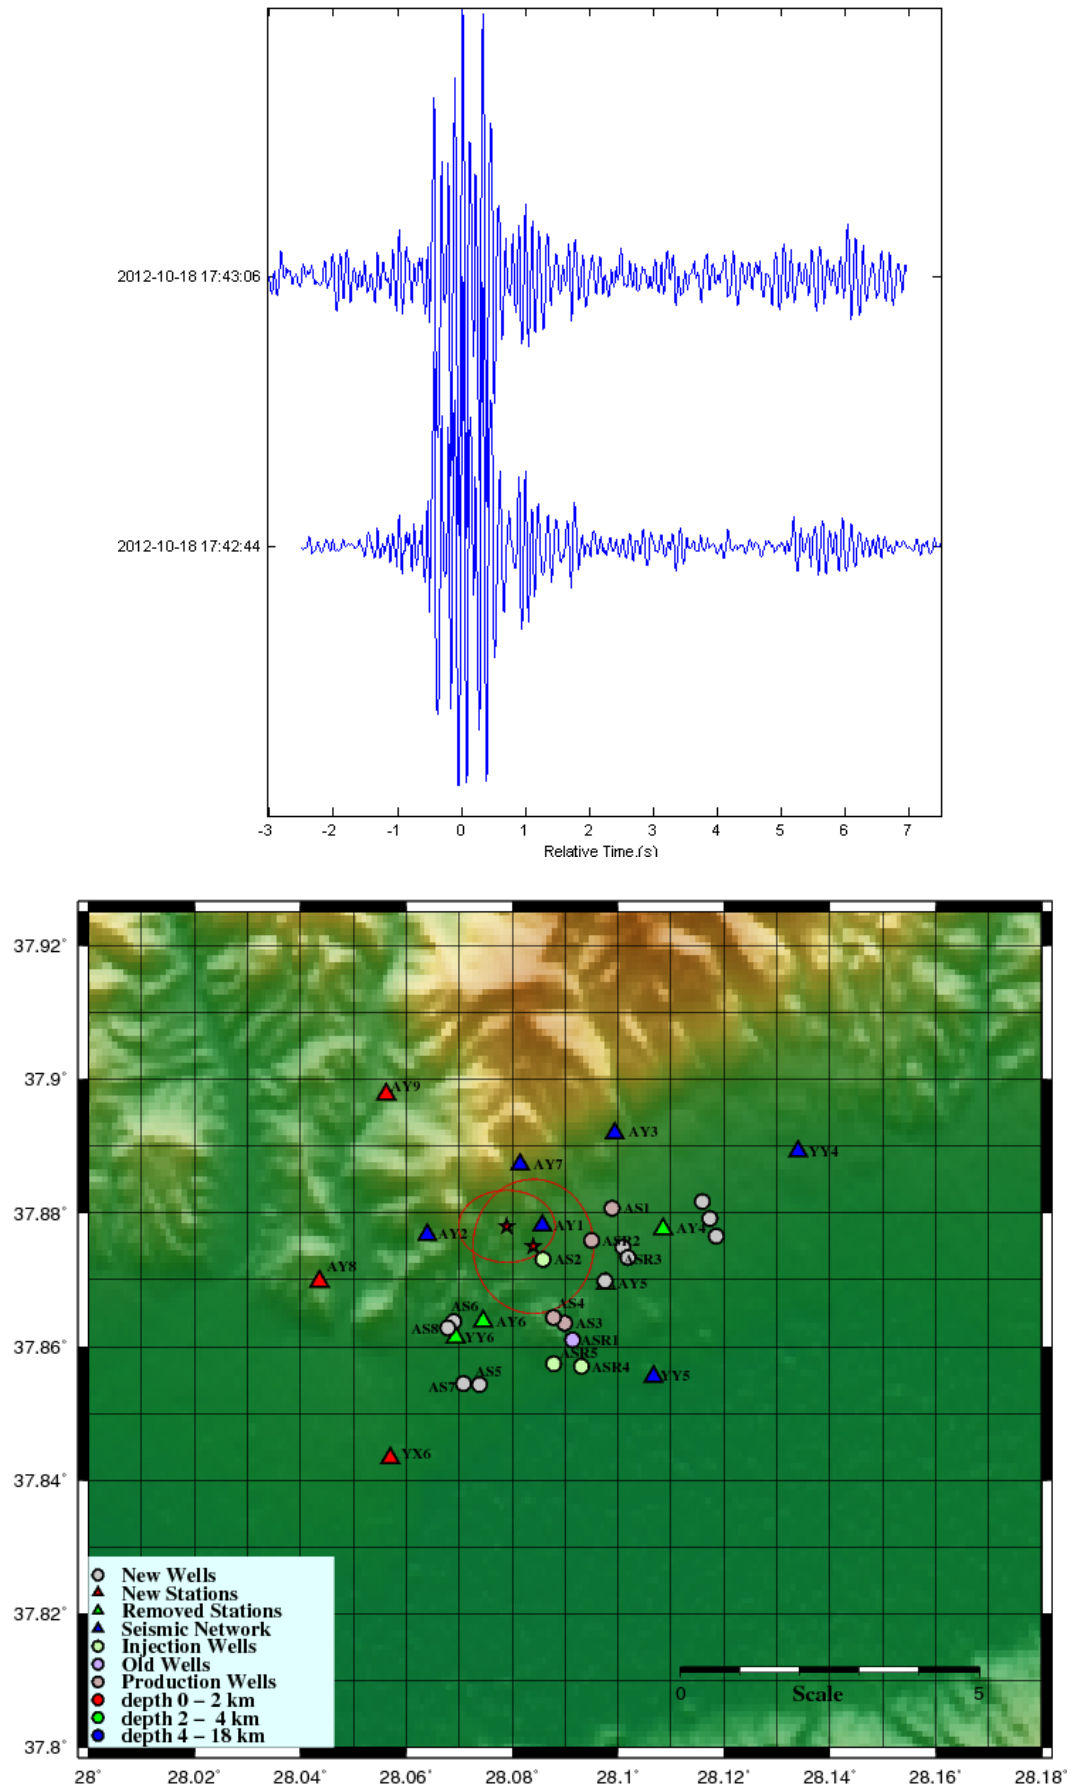 2012-10-18 17:43:06
2012-10-18 17:42:44
-3 -2 -1 0 1 2 3 4 5 6 7
Relative Time.(s)
37.92°
37.9°
37.88°
37.86°
37.84°
37.82°
37.8°
AY9
AY3
AY7
YY4
AS1
AY2
AY1
AY4
ASR2
AS2
ASR3
AY8
AY5
AS4
AS6
AS3
AY6
AS8
YY6
ASR1
ASR5
ASR4
YY5
AS5
AS7
YX6
New Wells
New Stations
Removed Stations
Seismic Network
Injection Wells
Old Wells
Production Wells
depth 0 – 2 km
depth 2 – 4 km
depth 4 – 18 km
0 Scale 5
28° 28.02° 28.04° 28.06° 28.08° 28.1° 28.12° 28.14° 28.16° 28.18°